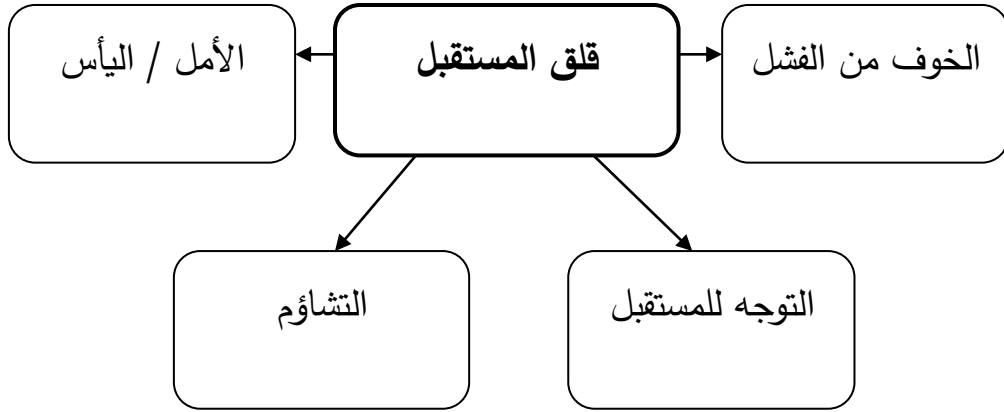 قلق المستقبل
الخوف من الفشل
الأمل / اليأس
التوجه للمستقبل
التشاؤم